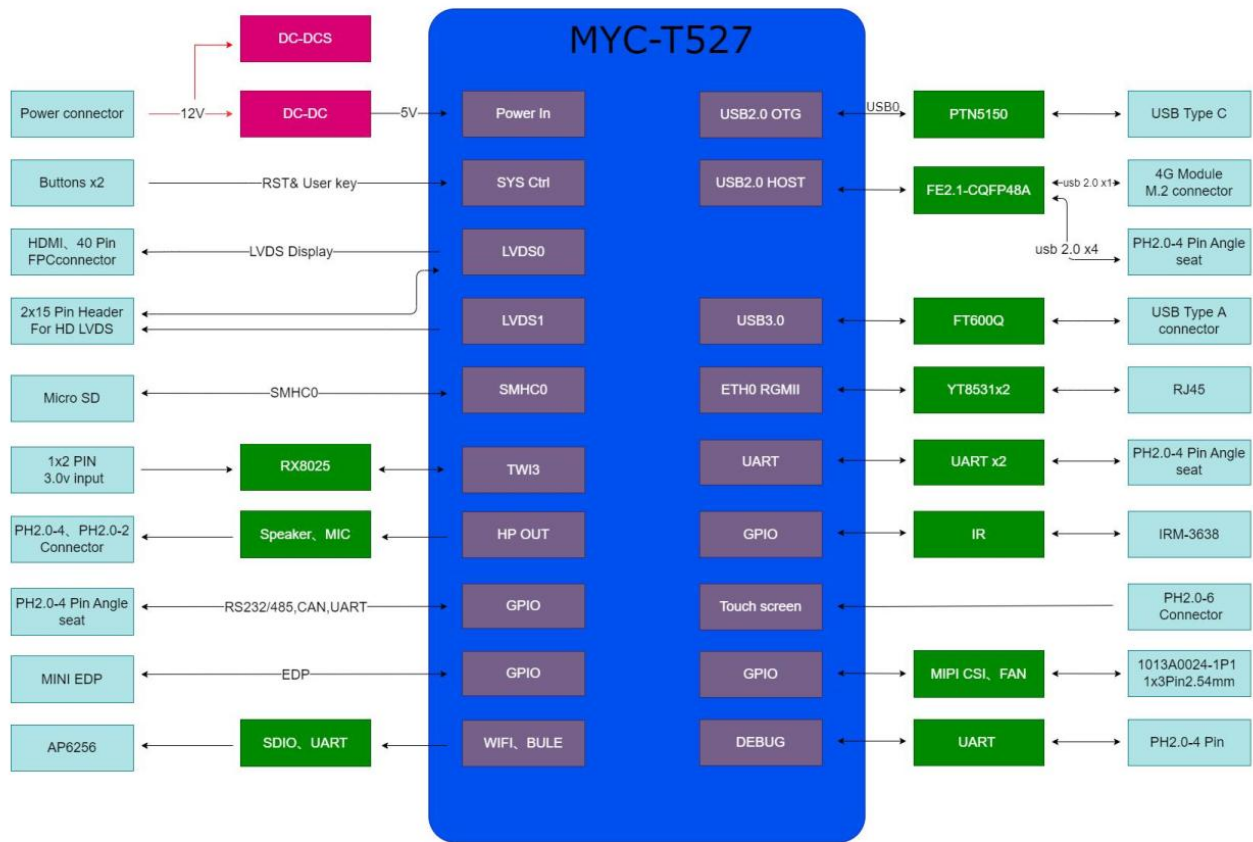 MYC-T527
DC-DCS
Power connector
12V
DC-DC
5V
Power In
USB2.0 OTG
USB0
PTN5150
USB Type C
Buttons x2
RST& User key
SYS Ctrl
USB2.0 HOST
FE2.1-CQFP48A
usb 2.0 x1
4G Module
M.2 connector
HDMI、40 Pin
FPCconnector
LVDS Display
LVDS0
usb 2.0 x4
PH2.0-4 Pin Angle
seat
2x15 Pin Header
For HD LVDS
LVDS1
USB3.0
FT600Q
USB Type A
connector
Micro SD
SMHC0
SMHC0
ETH0 RGMII
YT8531x2
RJ45
1x2 PIN
3.0v input
RX8025
TWI3
UART
UART x2
PH2.0-4 Pin Angle
seat
PH2.0-4、PH2.0-2
Connector
Speaker、MIC
HP OUT
GPIO
IR
IRM-3638
PH2.0-4 Pin Angle
seat
RS232/485,CAN,UART
GPIO
Touch screen
PH2.0-6
Connector
MINI EDP
EDP
GPIO
GPIO
MIPI CSI、FAN
1013A0024-1P1
1x3Pin2.54mm
AP6256
SDIO、UART
WIFI、BULE
DEBUG
UART
PH2.0-4 Pin